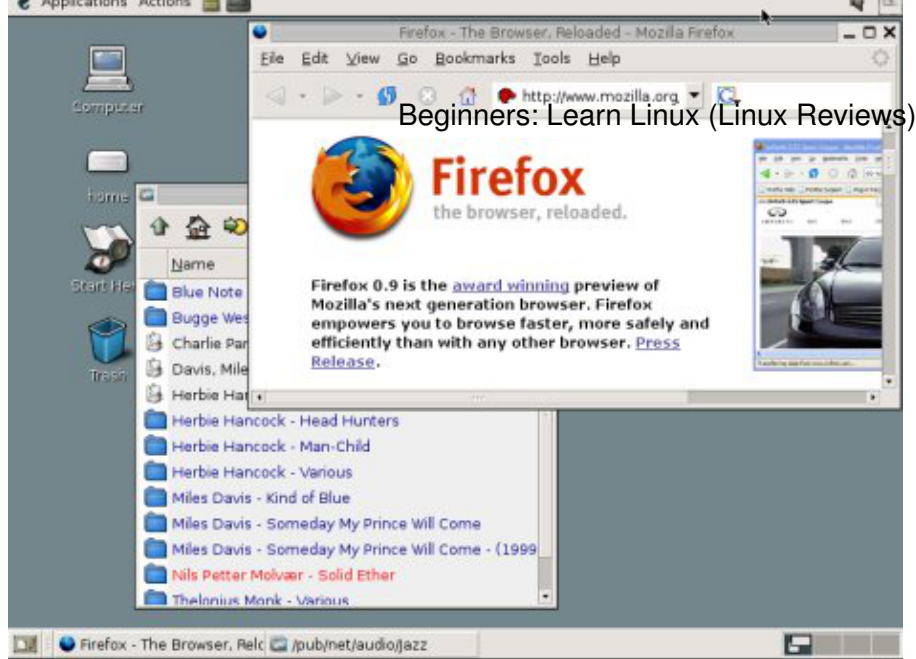 Applications Actions
Firefox - The Browser, Reloaded - Mozilla Firefox
File Edit View Go Bookmarks Tools Help
http://www.mozilla.org
Beginners: Learn Linux (Linux Reviews)
Computer
Firefox
the browser, reloaded.
home
Name
Start
Firefox 0.9 is the award winning preview of
Mozilla's next generation browser. Firefox
empowers you to browse faster, more safely and
efficiently than with any other browser. Press
Release.
Blue Note
Bugge
Charlie
Davis,
Trash
Herbie
Herbie Hancock - Head Hunters
Herbie Hancock - Man-Child
Herbie Hancock - Various
Miles Davis - Kind of Blue
Miles Davis - Someday My Prince Will Come
Miles Davis - Someday My Prince Will Come - (1999
Nils Petter Molvær - Solid Ether
Thelonius Monk - Various
Firefox - The Browser, Relc /pub/net/audio/Jazz